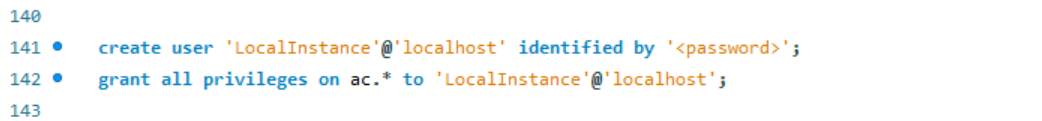 140
141 create user 'LocalInstance'@'localhost' identified by '<password>';
142 grant all privileges on ac.* to 'LocalInstance'@'localhost';
143